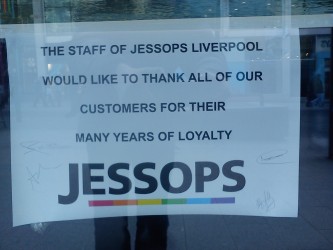 THE STAFF OF JESSOPS LIVERPOOL
WOULD LIKE TO THANK ALL OF OUR
CUSTOMERS FOR THEIR
MANY YEARS OF LOYALTY
JESSOPS